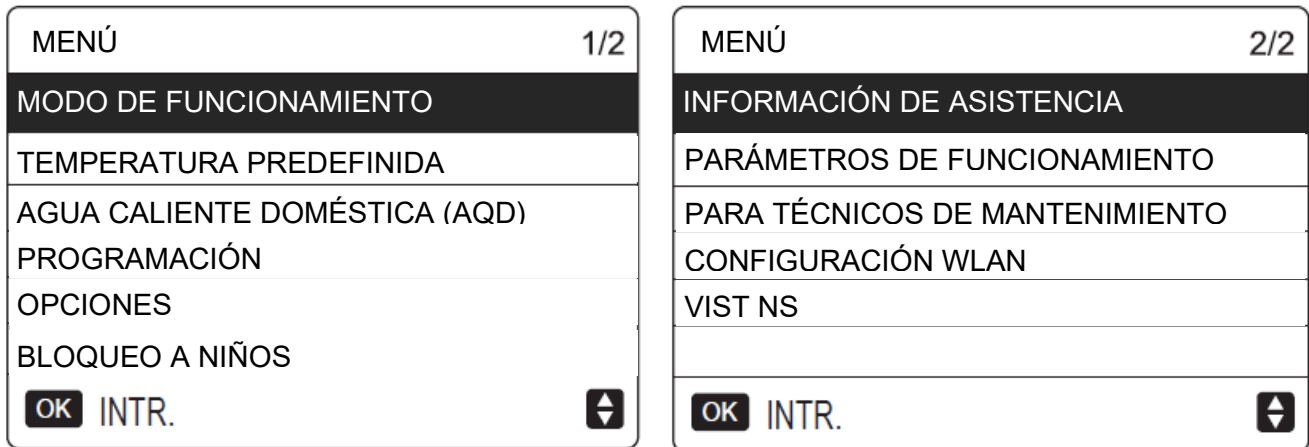 MENÚ 1/2
MODO DE FUNCIONAMIENTO
TEMPERATURA PREDEFINIDA
AGUA CALIENTE DOMÉSTICA (AQD)
PROGRAMACIÓN
OPCIONES
BLOQUEO A NIÑOS
OK INTR.
MENÚ 2/2
INFORMACIÓN DE ASISTENCIA
PARÁMETROS DE FUNCIONAMIENTO
PARA TÉCNICOS DE MANTENIMIENTO
CONFIGURACIÓN WLAN
VIST NS
OK INTR.